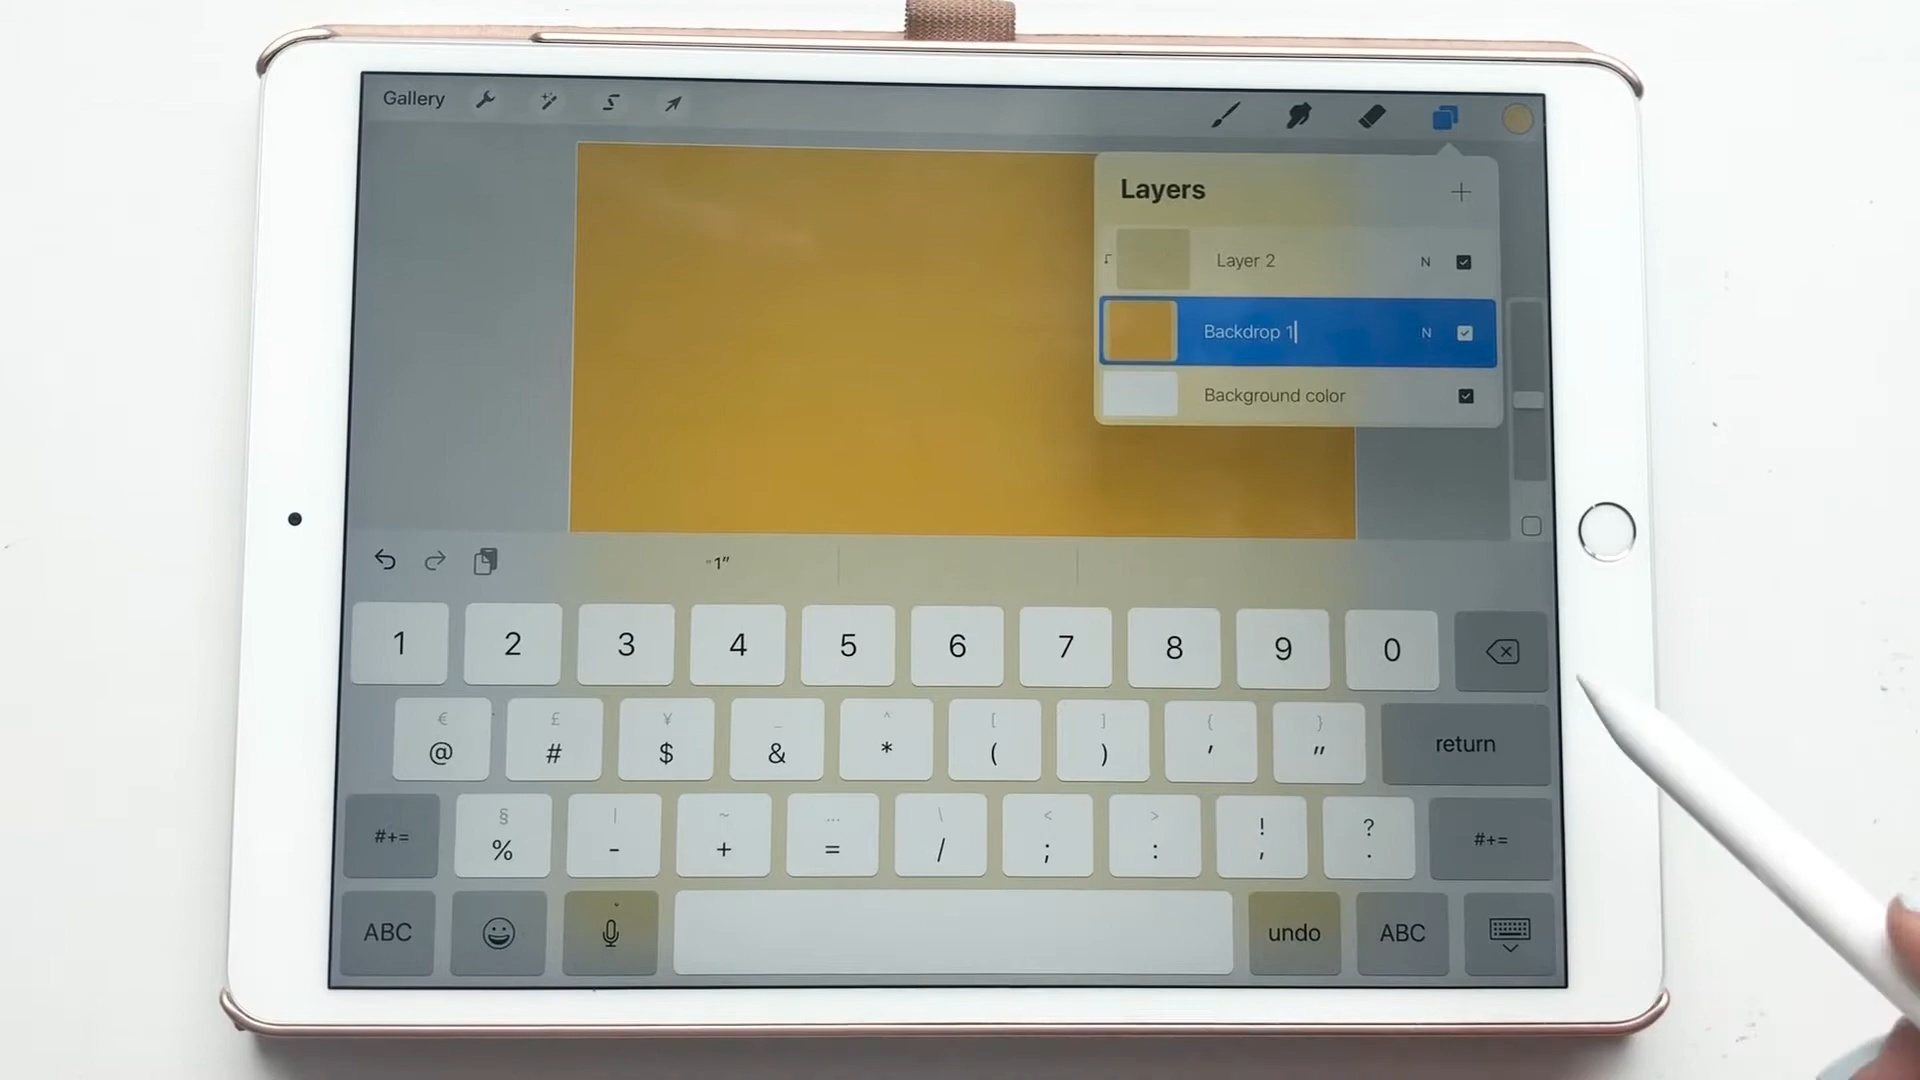 Gallery
Layers
Layer 2 N
Backdrop 1 N
Background color
"1"
1 2 3 4 5 6 7 8 9 0
€ £ ¥ _ ^ [ ] { }
@ # $ & * ( ) ' " return
§ | ~ … \ < > ! ?
#+= % - + = / ; : , . #+=
ABC undo ABC